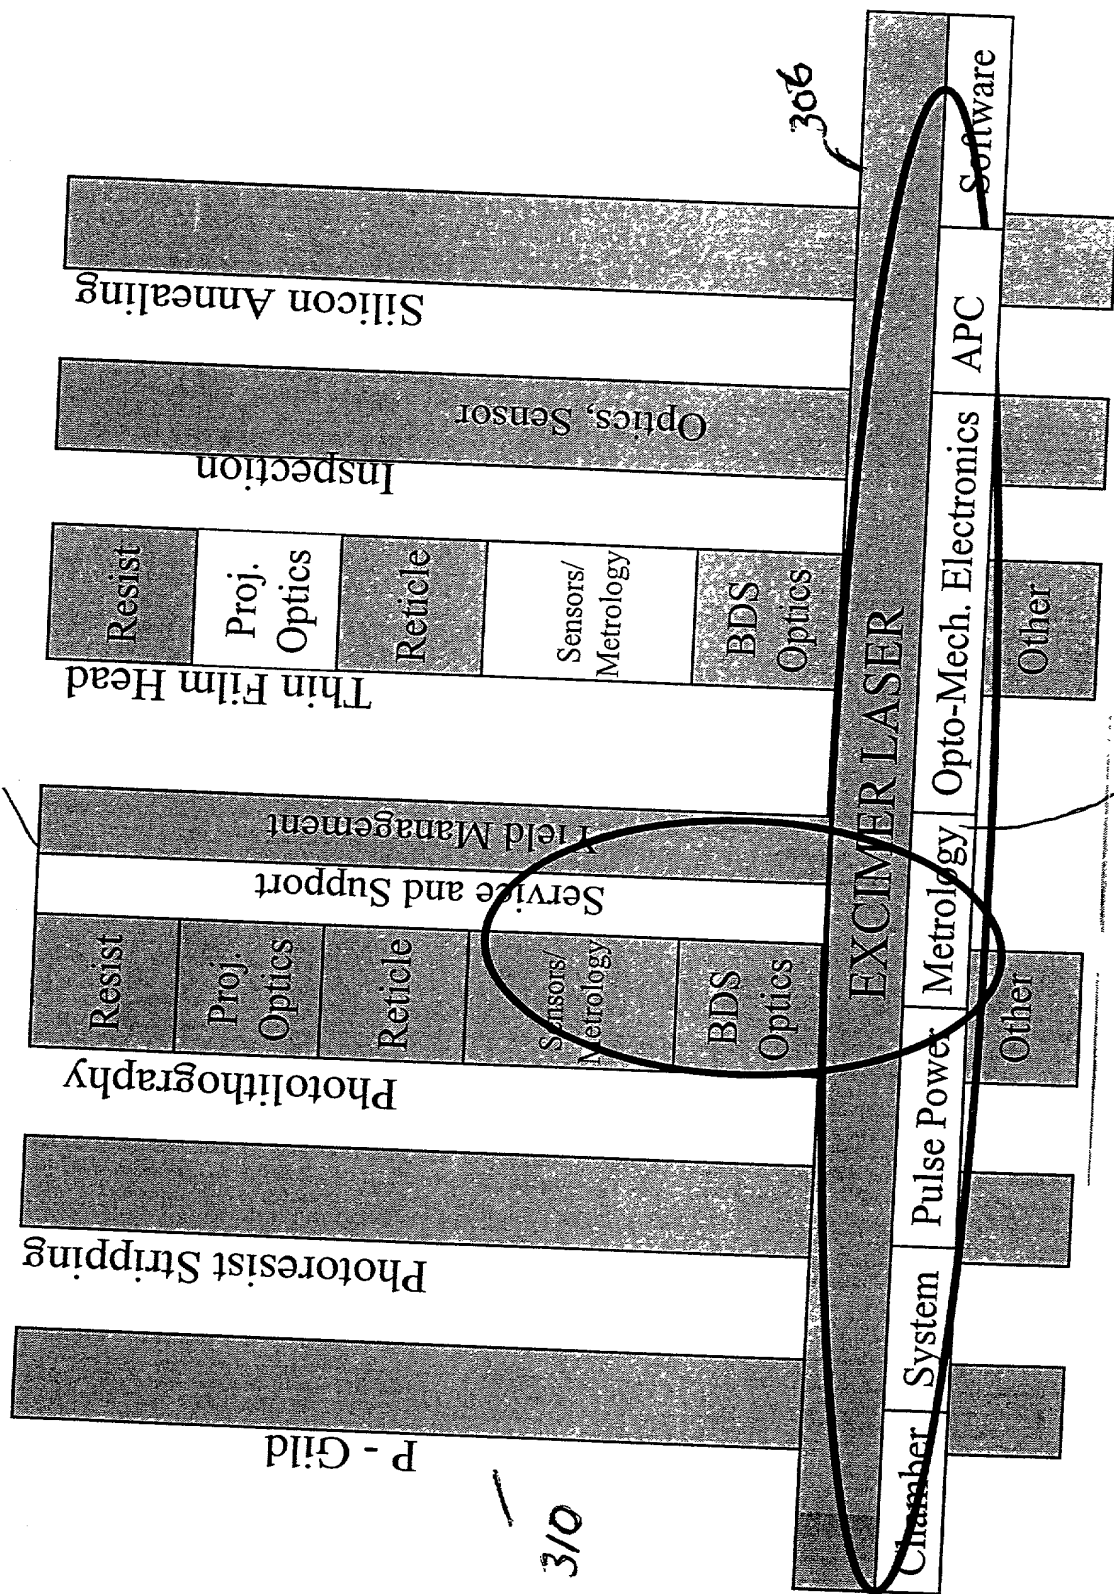 P - Gild
Photoresist Stripping
Photolithography
Resist
Proj.
Optics
Reticle
Sensors/
Metrology
BDS
Optics
Service and Support
Yield Management
Thin Film Head
Resist
Proj.
Optics
Reticle
Sensors/
Metrology
BDS
Optics
Inspection
Optics, Sensor
Silicon Annealing
310
306
EXCIMER LASER
Chamber
System
Pulse Power
Metrology
Opto-Mech. Electronics
APC
Software
Other
Other